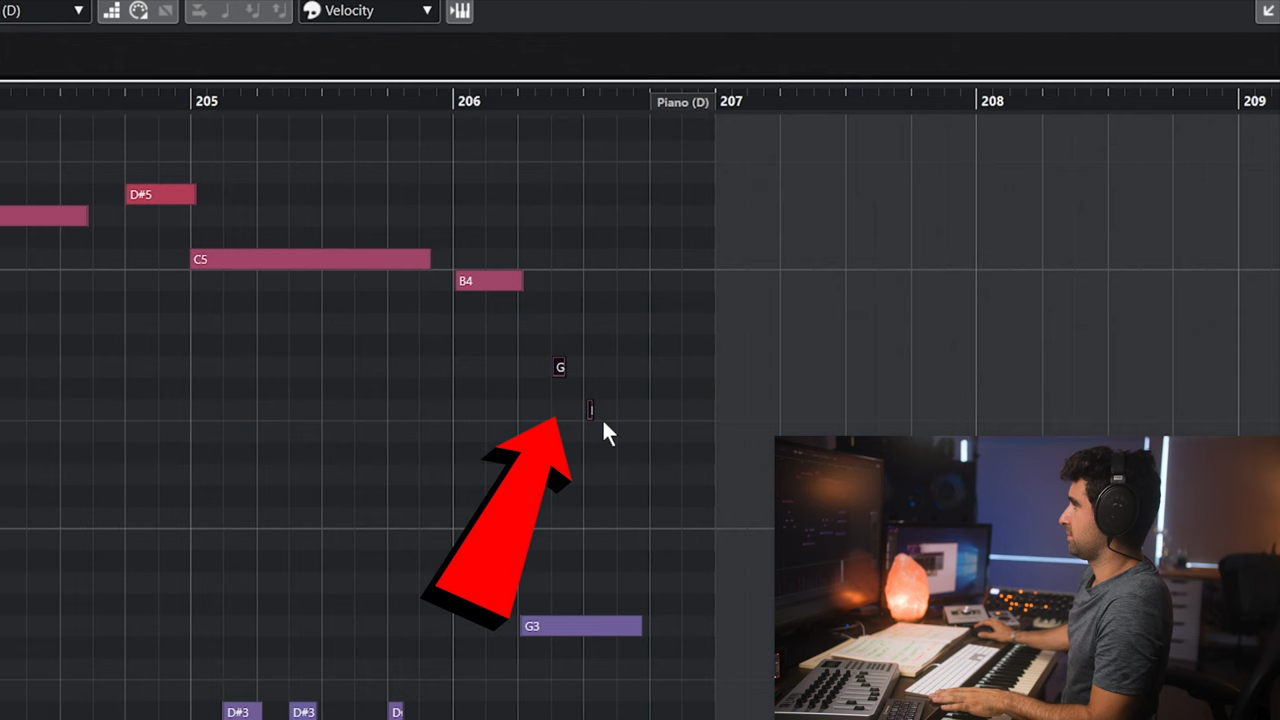 (D) Velocity
205 206 Piano (D) 207 208 209
D#5
C5
B4
G
G3
D#3 D#3 D